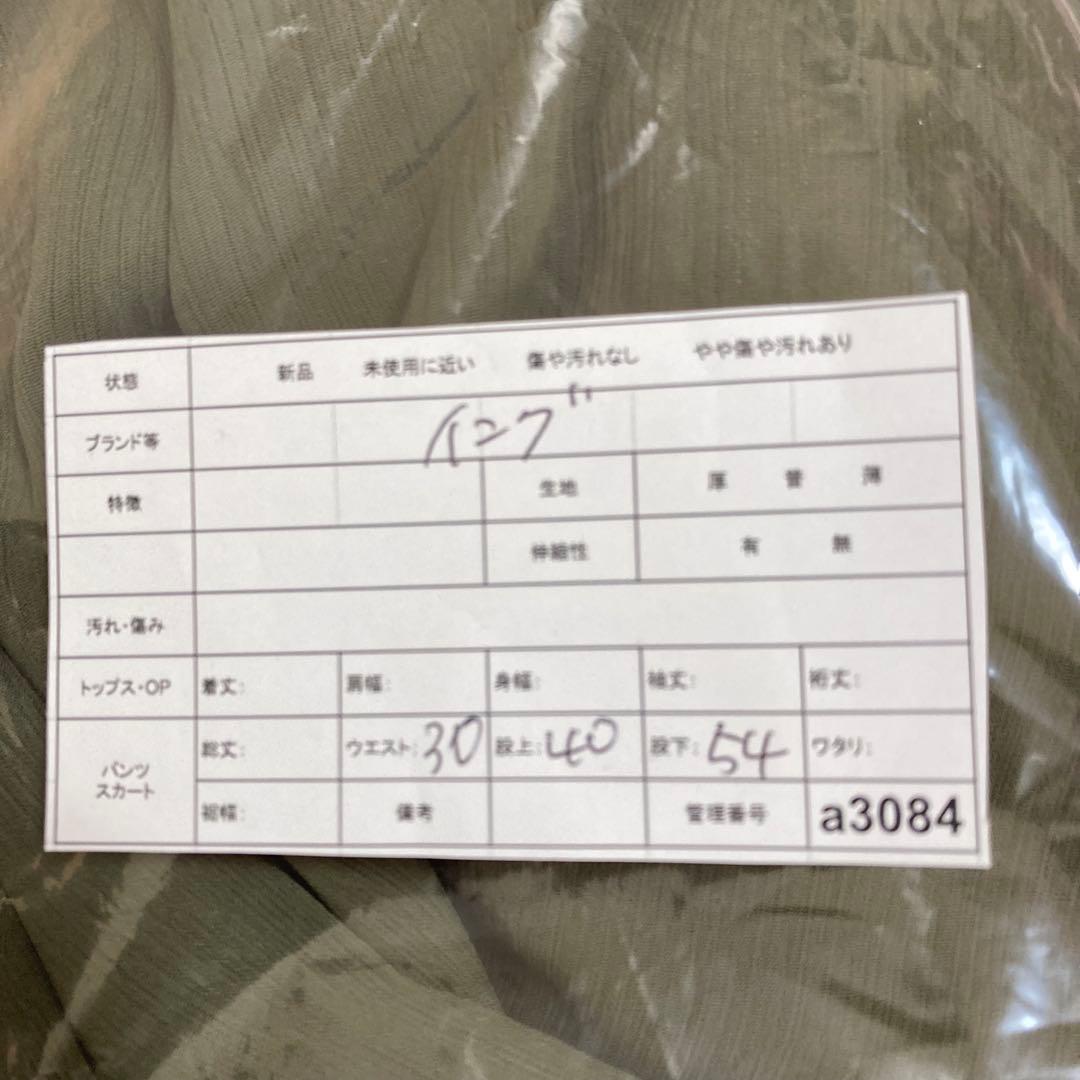 状態 新品 未使用に近い 傷や汚れなし やや傷や汚れあり
ブランド等 イング
特徴 生地 厚 普 薄
伸縮性 有 無
汚れ・傷み
トップス・OP 着丈: 肩幅: 身幅: 袖丈: 裄丈:
パンツ スカート 総丈: ウエスト: 30 股上: 40 股下: 54 ワタリ:
裾幅: 備考 管理番号 a3084